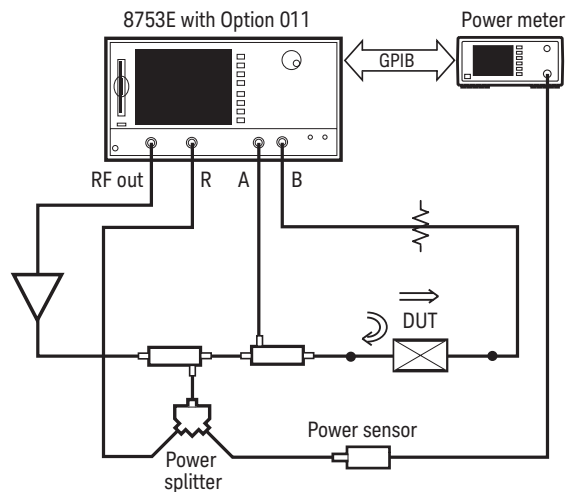 8753E with Option 011
Power meter
GPIB
RF out
R
A
B
DUT
Power sensor
Power
splitter